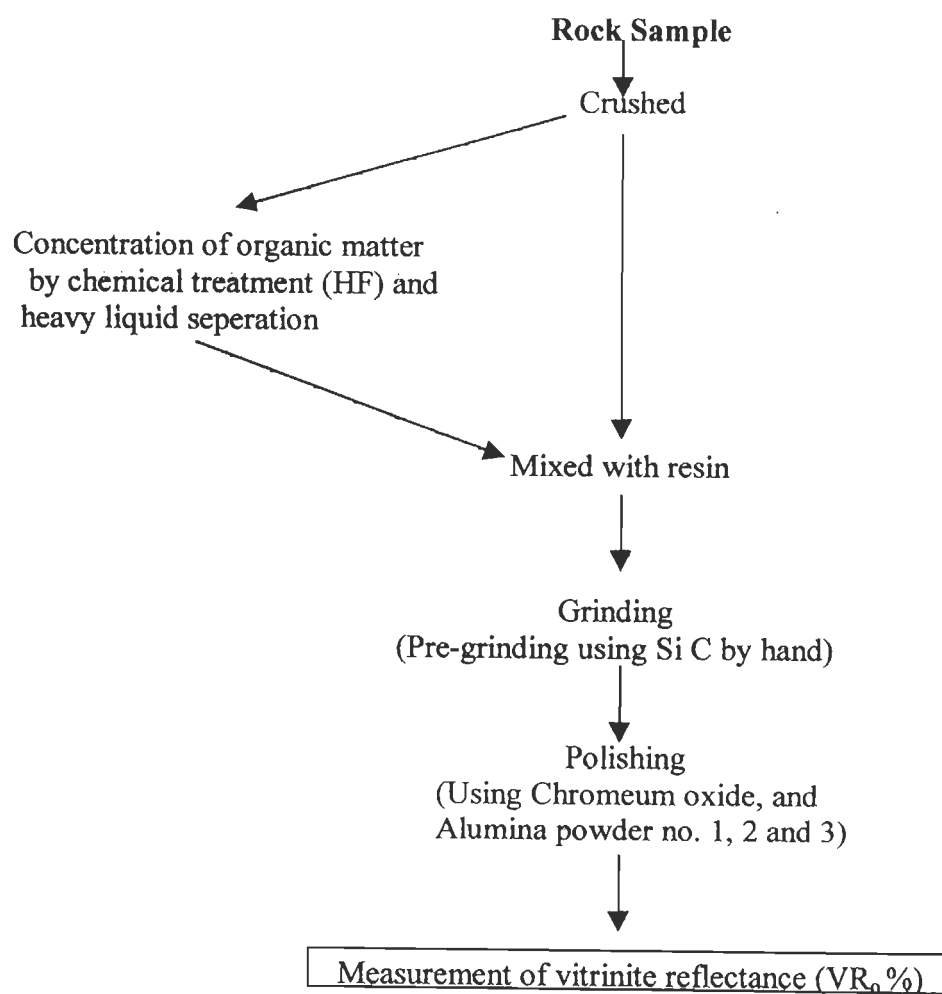 Rock Sample
Crushed
Concentration of organic matter
by chemical treatment (HF) and
heavy liquid seperation
Mixed with resin
Grinding
(Pre-grinding using Si C by hand)
Polishing
(Using Chromeum oxide, and
Alumina powder no. 1, 2 and 3)
Measurement of vitrinite reflectance (VRₒ%)